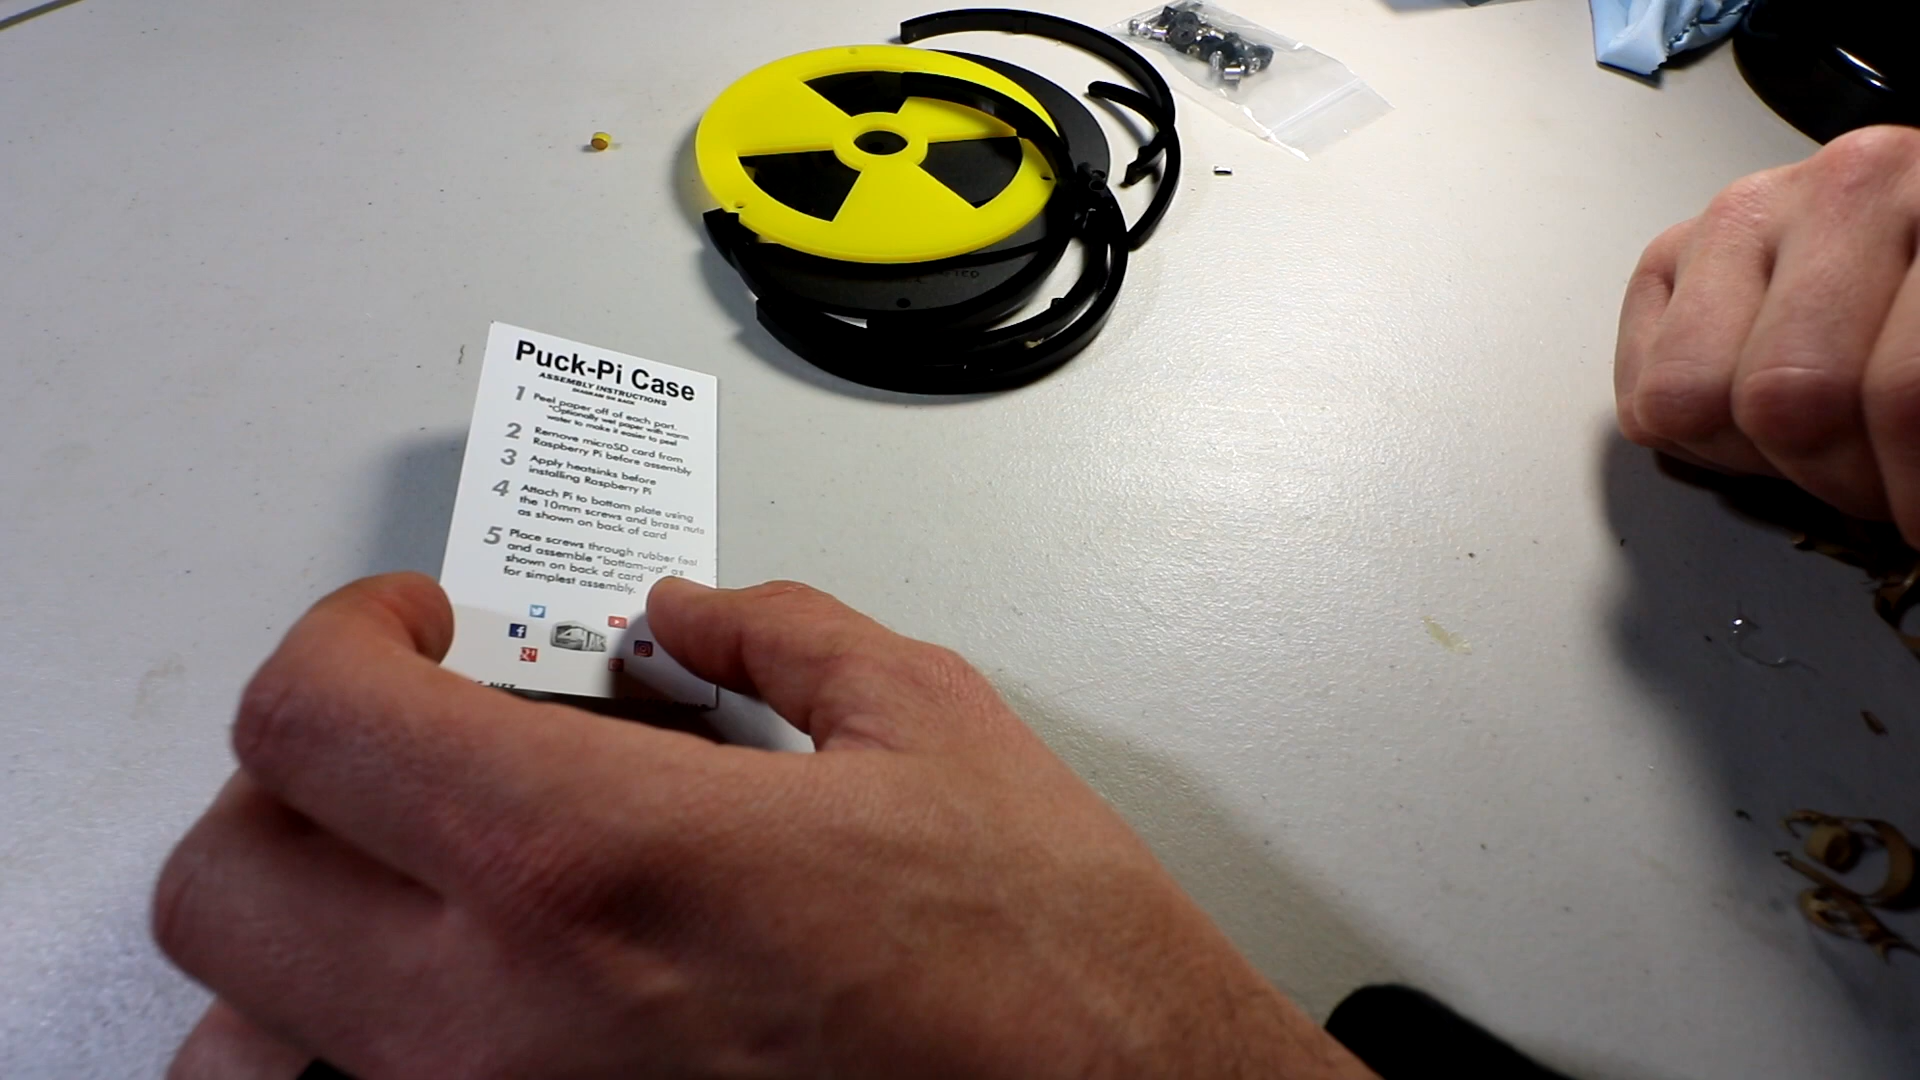 Puck-Pi Case
ASSEMBLY INSTRUCTIONS
DIAGRAM ON BACK
1 Peel paper off of each part.
*Optionally wet paper with warm
water to make it easier to peel
2 Remove microSD card from
Raspberry Pi before assembly
3 Apply heatsinks before
installing Raspberry Pi
4 Attach Pi to bottom plate using
the 10mm screws and brass nuts
as shown on back of card
5 Place screws through rubber feet
and assemble "bottom-up" as
shown on back of card
for simplest assembly.